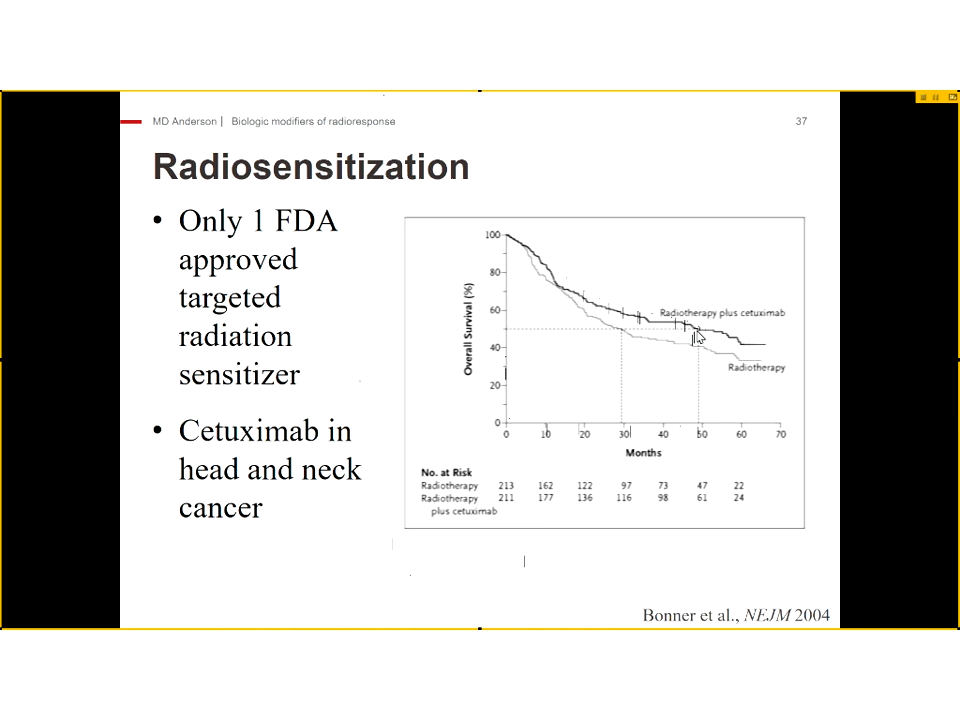 MD Anderson | Biologic modifiers of radioresponse
37
Radiosensitization
• Only 1 FDA
approved
targeted
radiation
sensitizer
• Cetuximab in
head and neck
cancer
100
80
60
40
20
0
Overall Survival (%)
Radiotherapy plus cetuximab
Radiotherapy
0 10 20 30 40 50 60 70
Months
No. at Risk
Radiotherapy 213 162 122 97 73 47 22
Radiotherapy 211 177 136 116 98 61 24
plus cetuximab
Bonner et al., NEJM 2004